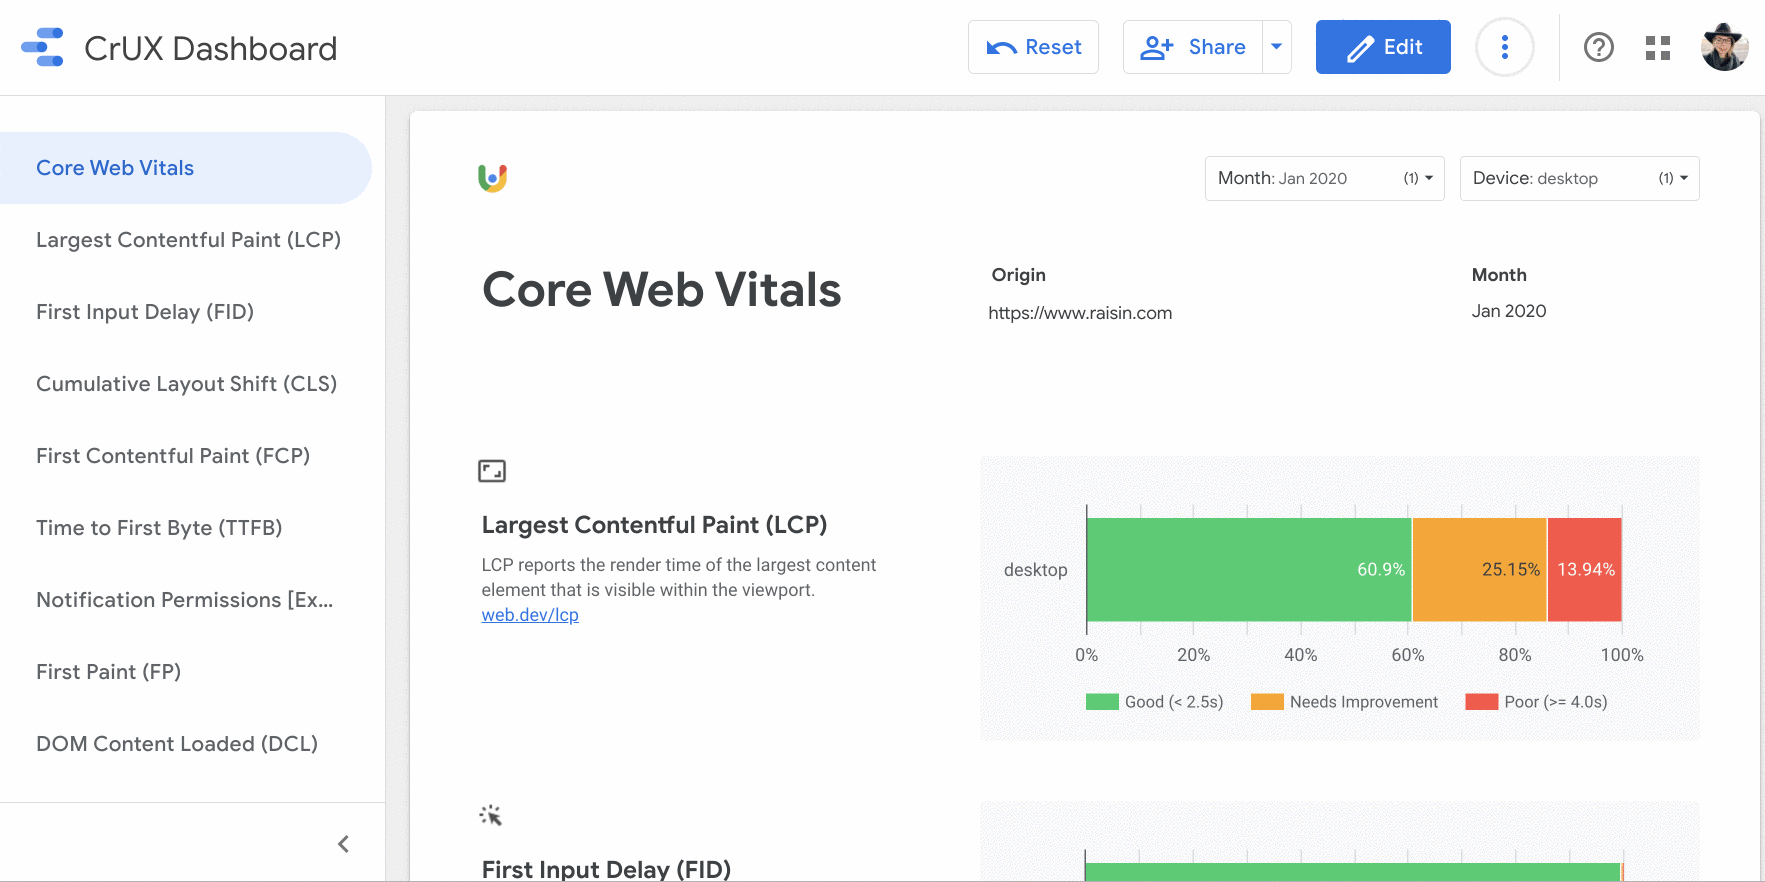 CrUX Dashboard
Reset
Share
Edit
Core Web Vitals
Largest Contentful Paint (LCP)
First Input Delay (FID)
Cumulative Layout Shift (CLS)
First Contentful Paint (FCP)
Time to First Byte (TTFB)
Notification Permissions [Ex...
First Paint (FP)
DOM Content Loaded (DCL)
Month: Jan 2020 (1)
Device: desktop (1)
Core Web Vitals
Origin
https://www.raisin.com
Month
Jan 2020
Largest Contentful Paint (LCP)
LCP reports the render time of the largest content
element that is visible within the viewport.
web.dev/lcp
desktop
60.9% 25.15% 13.94%
0% 20% 40% 60% 80% 100%
Good (< 2.5s) Needs Improvement Poor (>= 4.0s)
First Input Delay (FID)